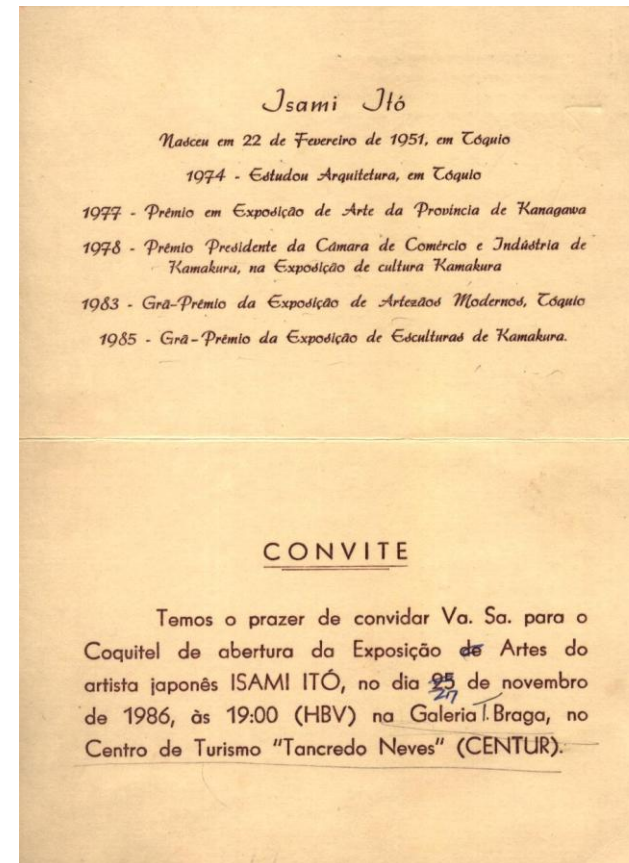 Isami Itó
Nasceu em 22 de Fevereiro de 1951, em Tóquio
1974 - Estudou Arquitetura, em Tóquio
1977 - Prêmio em Exposição de Arte da Província de Kanagawa
1978 - Prêmio Presidente da Câmara de Comércio e Indústria de
Kamakura, na Exposição de cultura Kamakura
1983 - Grã-Prêmio da Exposição de Artezãos Modernos, Tóquio
1985 - Grã-Prêmio da Exposição de Esculturas de Kamakura.
CONVITE
Temos o prazer de convidar Va. Sa. para o
Coquitel de abertura da Exposição de Artes do
artista japonês ISAMI ITÓ, no dia 25 de novembro
27
de 1986, às 19:00 (HBV) na Galeria T. Braga, no
Centro de Turismo "Tancredo Neves" (CENTUR).